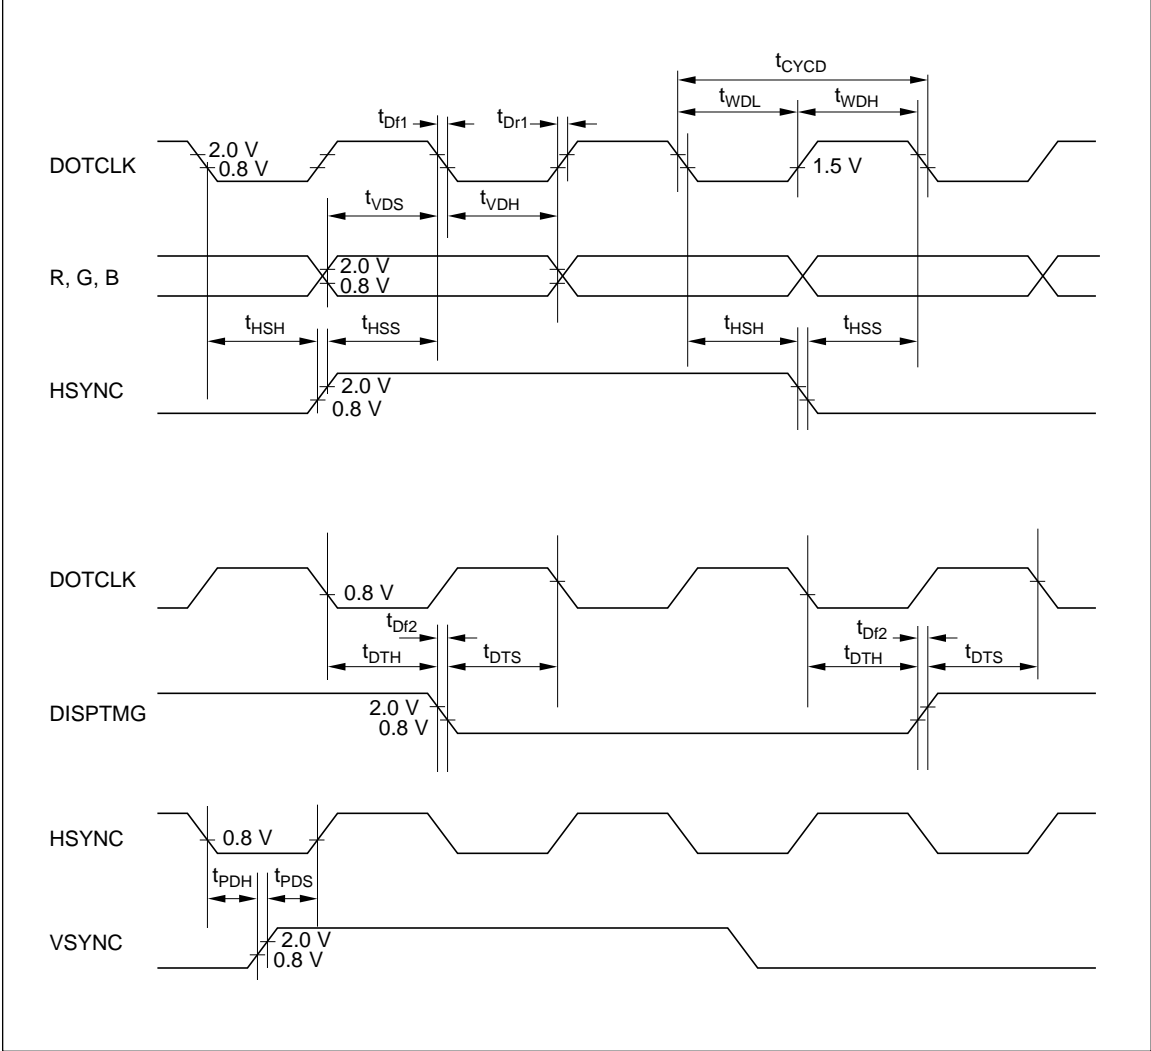 tCYCD
tDf1 tDr1 tWDL tWDH
DOTCLK 2.0 V 1.5 V
0.8 V
tVDS tVDH
R, G, B 2.0 V
0.8 V
tHSH tHSS tHSH tHSS
HSYNC 2.0 V
0.8 V
DOTCLK 0.8 V
tDf2 tDf2
tDTH tDTS tDTH tDTS
DISPTMG 2.0 V
0.8 V
HSYNC 0.8 V
tPDH tPDS
VSYNC 2.0 V
0.8 V